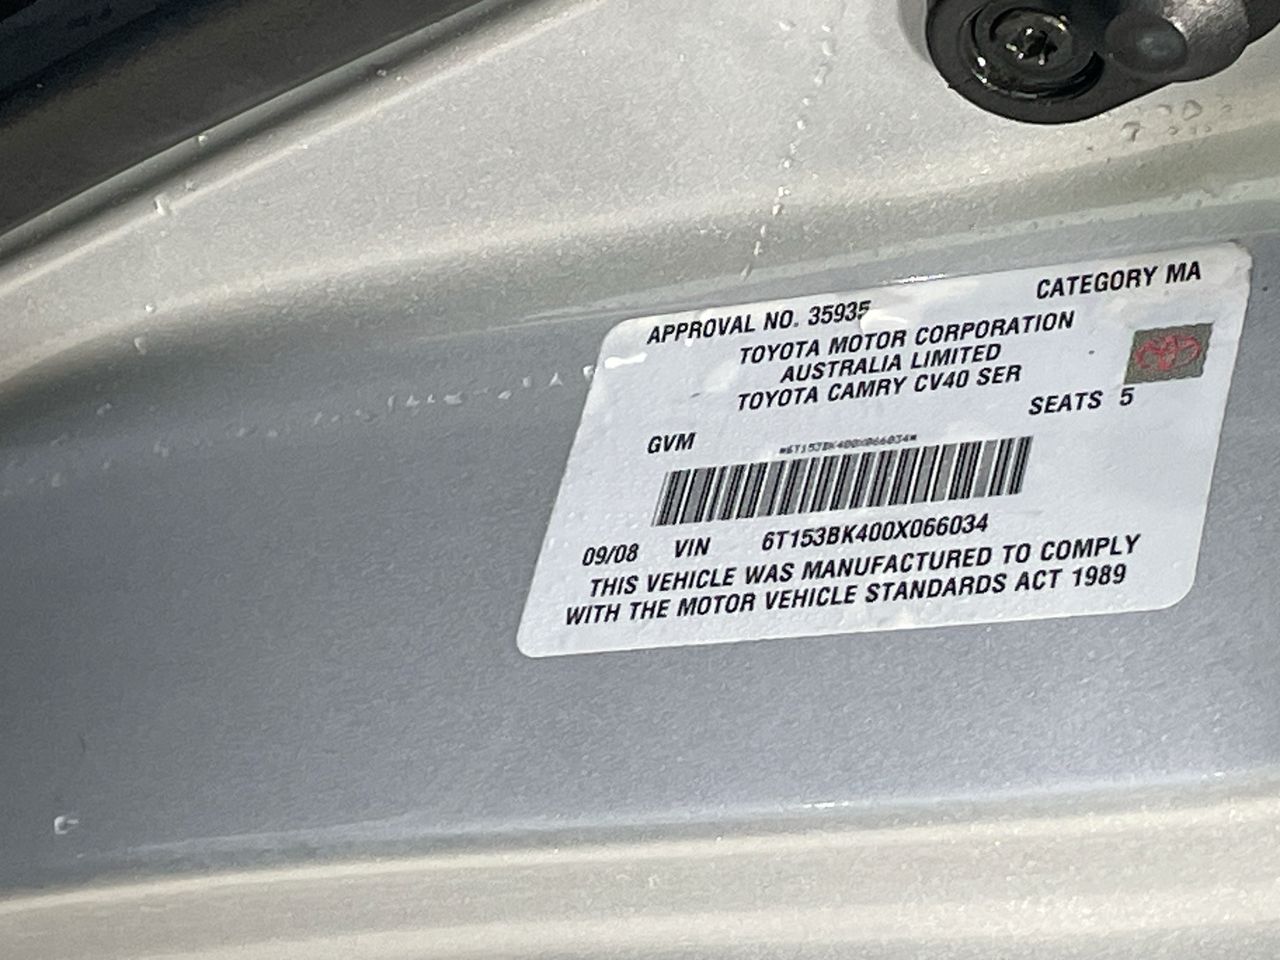 APPROVAL NO. 35935 CATEGORY MA
TOYOTA MOTOR CORPORATION
AUSTRALIA LIMITED
TOYOTA CAMRY CV40 SER
SEATS 5
GVM
*6T153BK400X066034*
09/08 VIN 6T153BK400X066034
THIS VEHICLE WAS MANUFACTURED TO COMPLY
WITH THE MOTOR VEHICLE STANDARDS ACT 1989